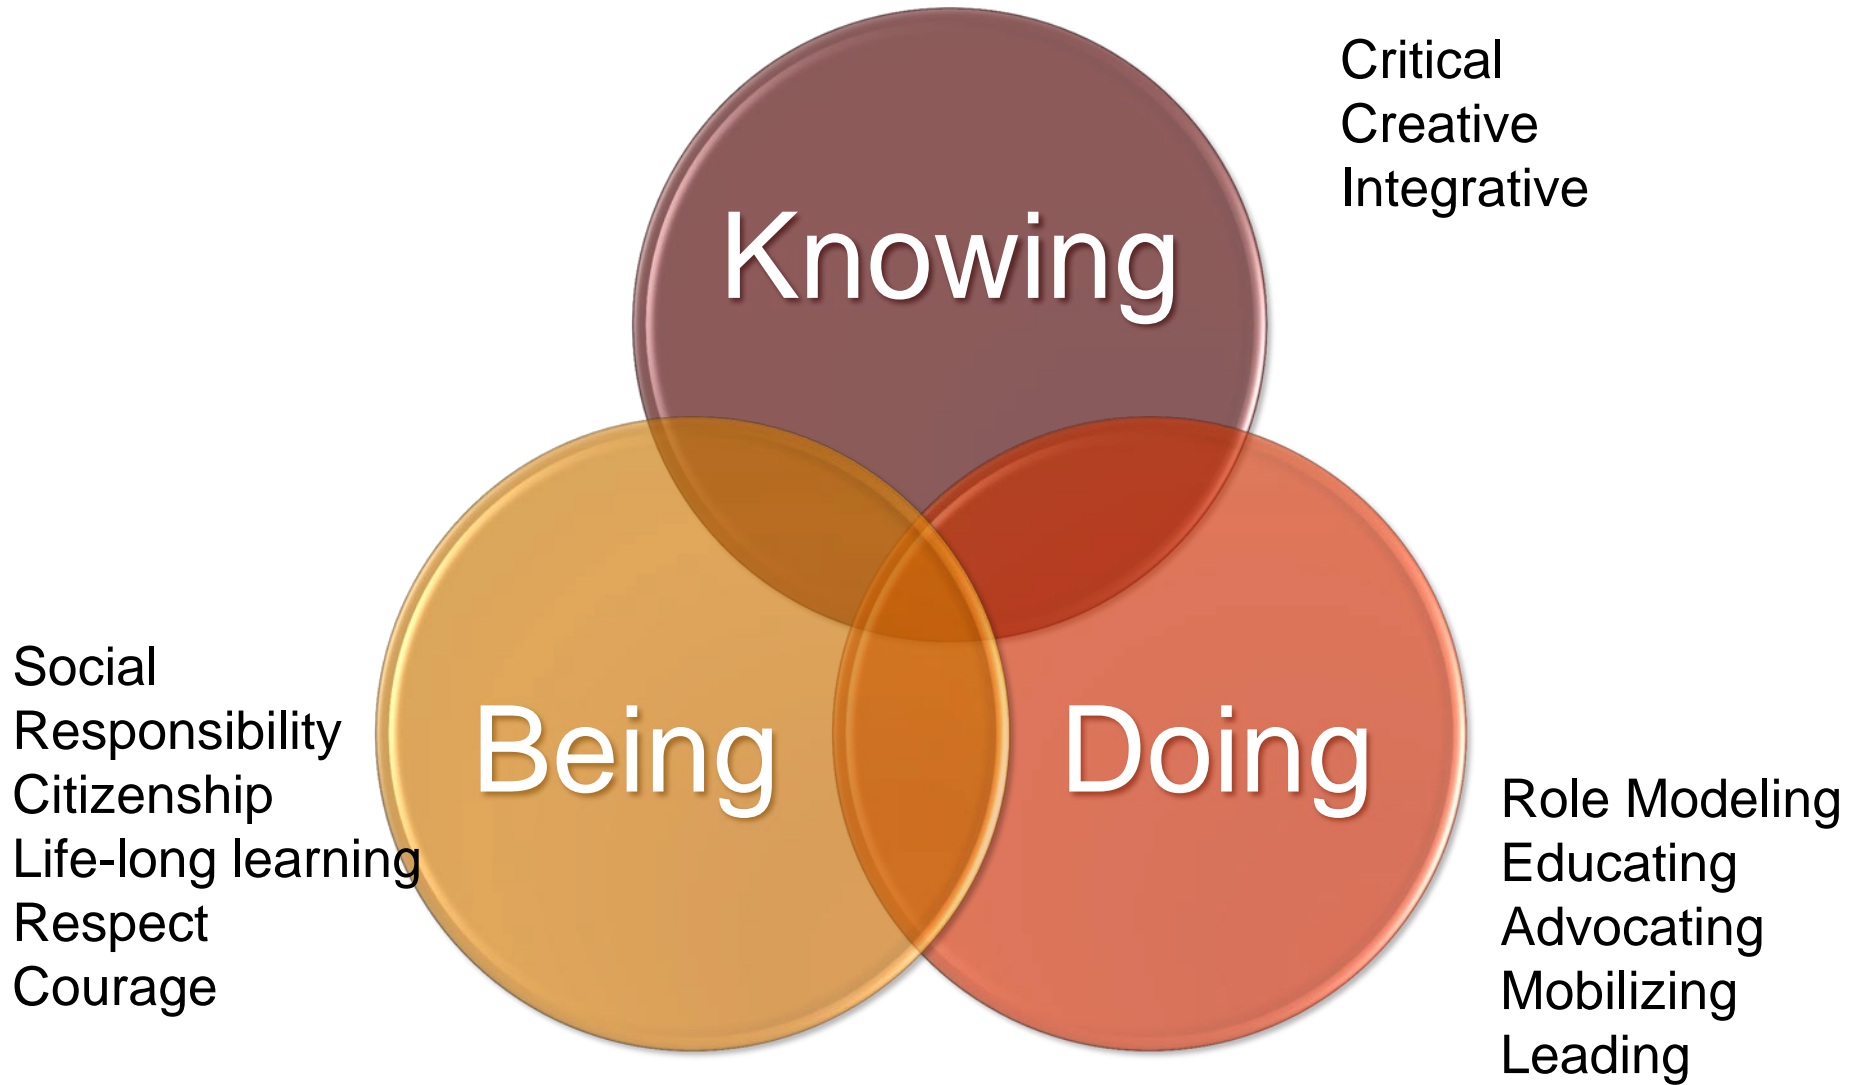 Critical
Creative
Integrative
Knowing
Social
Responsibility
Citizenship
Life-long learning
Respect
Courage
Being
Doing
Role Modeling
Educating
Advocating
Mobilizing
Leading